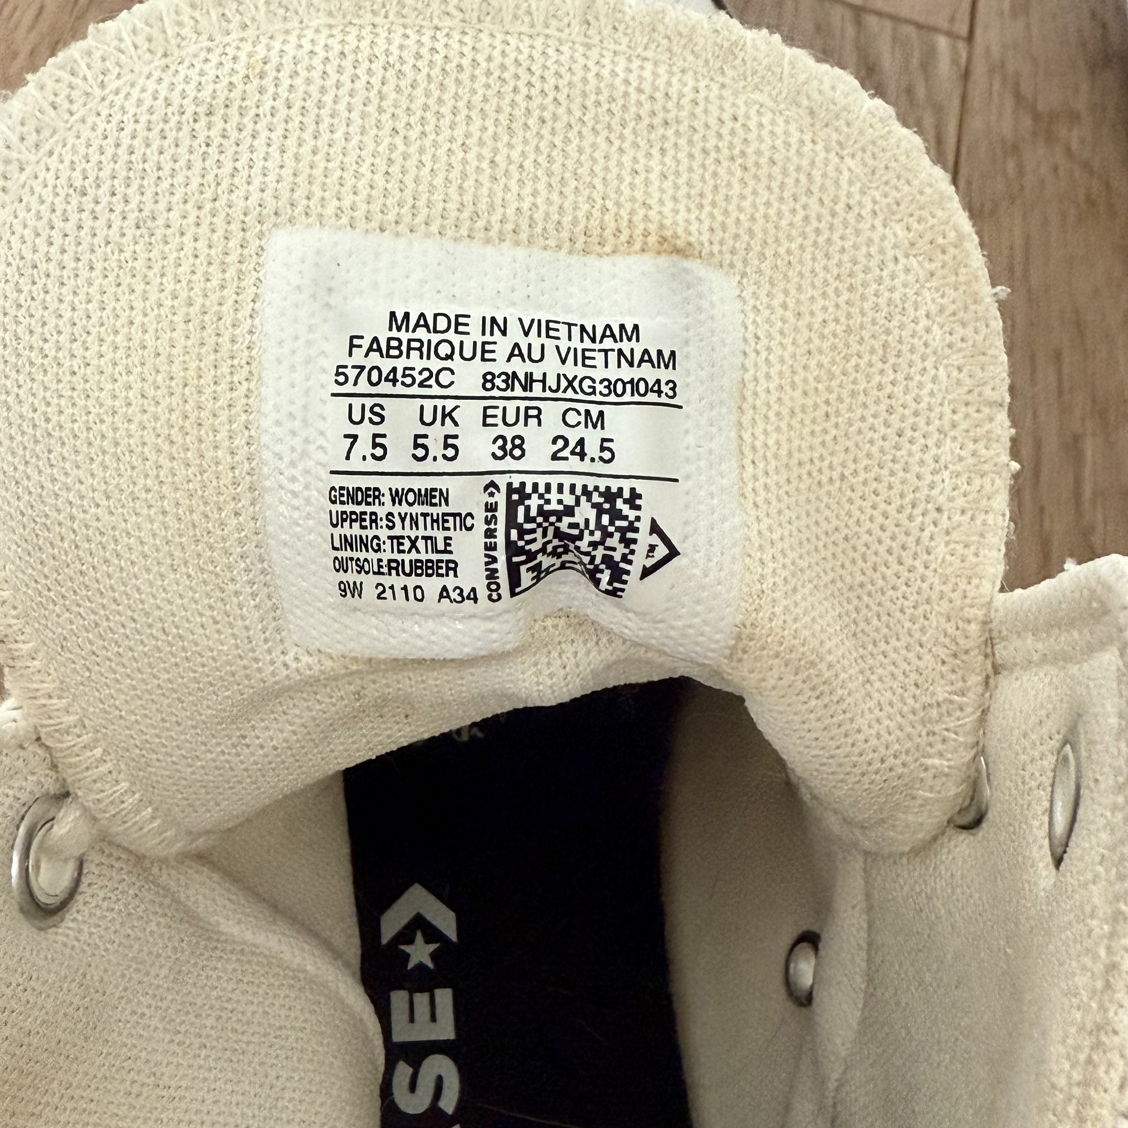 MADE IN VIETNAM
FABRIQUE AU VIETNAM
570452C 83NHJXG301043
US UK EUR CM
7.5 5.5 38 24.5
GENDER: WOMEN
UPPER:SYNTHETIC
LINING:TEXTILE
OUTSOLE:RUBBER
9W 2110 A34
CONVERSE
SE